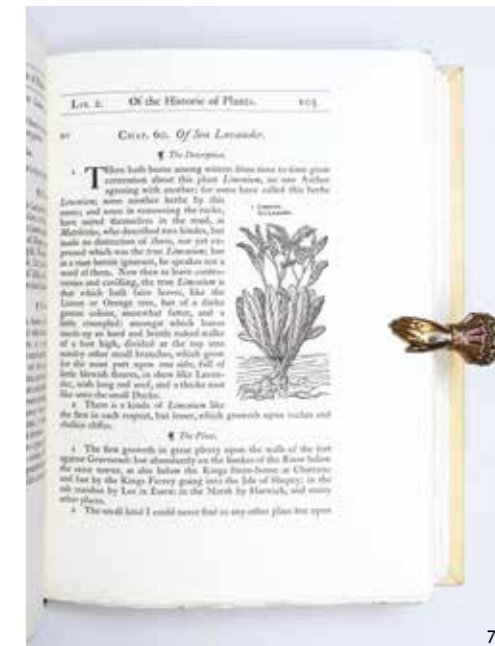 Lib. 2. Of the Historie of Plants. 103
Chap. 60. Of Sea Lavander.
¶ The Description.
1 There hath beene among writers from time to time great
contention about this plant Limonium, no one Author
agreeing with another: for some have called this herbe
Limonium; some another herbe by this
name; and some in removing the rocke,
have mired themselves in the mud, as
Matthiolus, who described two kindes, but
made no distinction of them, nor yet ex-
pressed which was the true Limonium; but
as a man herein ignorant, he speakes not a
word of them. Now then to leave contro-
versies and cavilling, the true Limonium is
that which hath faire leaves, like the
Limon or Orenge tree, but of a darke
greene colour, somewhat fatter, and a
little crumpled: amongst which leaves
riseth up an hard and brittle naked stalke
of a foot high, divided at the top into
sundry other small branches, which grow
for the most part upon one side, full of
little blewish flowers, in shew like Laven-
der, with long red seed, and a thicke root
like unto the small Docke.
2 There is a kinde of Limonium like
the first in each respect, but lesser, which groweth upon rockes and
chalkie cliffes.
¶ The Place.
1 The first groweth in great plenty upon the walls of the fort
against Gravesend: but abundantly on the bankes of the River below
the same towne, as also below the Kings Store-house at Chattam:
and fast by the Kings Ferrey going into the Isle of Shepey: in the
salt marshes by Lee in Essex: in the Marsh by Harwich, and many
other places.
2 The small kind I could never find in any other place but upon
7